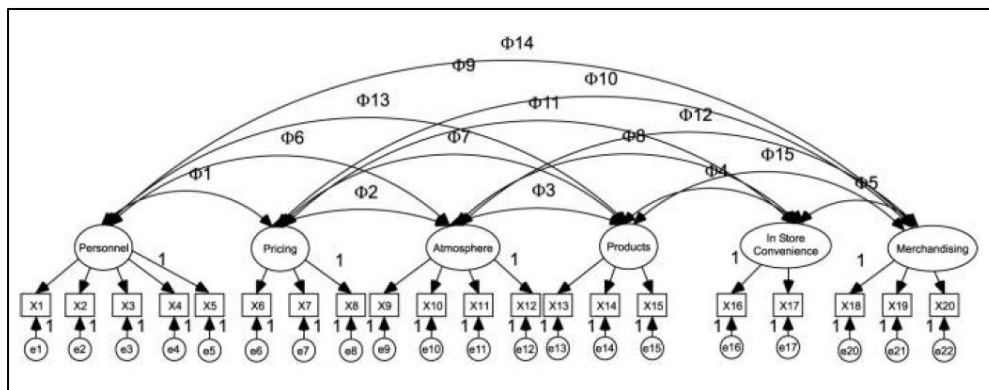 Φ14
Φ9 Φ10
Φ13 Φ11 Φ12
Φ6 Φ7 Φ8 Φ15
Φ1 Φ2 Φ3 Φ4 Φ5
Personnel Pricing Atmosphere Products In Store Convenience Merchandising
1 1 1 1 1 1
X1 X2 X3 X4 X5 X6 X7 X8 X9 X10 X11 X12 X13 X14 X15 X16 X17 X18 X19 X20
1 1 1 1 1 1 1 1 1 1 1 1 1 1 1 1 1 1 1 1
e1 e2 e3 e4 e5 e6 e7 e8 e9 e10 e11 e12 e13 e14 e15 e16 e17 e20 e21 e22